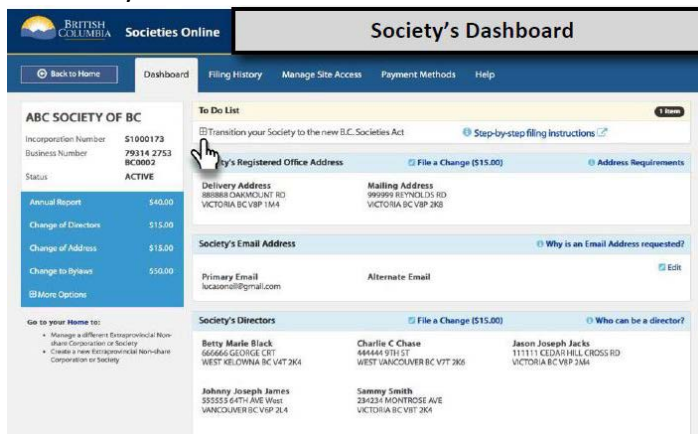 BRITISH
COLUMBIA
Societies Online
Society's Dashboard
Back to Home
Dashboard
Filing History
Manage Site Access
Payment Methods
Help
ABC SOCIETY OF BC
Incorporation Number S1000173
Business Number 79314 2753
BC0002
Status ACTIVE
Annual Report $40.00
Change of Directors $15.00
Change of Address $15.00
Change to Bylaws $50.00
More Options
Go to your Home to:
Manage a different Extraprovincial Non-
share Corporation or Society
Create a new Extraprovincial Non-share
Corporation or Society
To Do List 1 Item
Transition your Society to the new B.C. Societies Act Step-by-step filing instructions
ty's Registered Office Address File a Change ($15.00) Address Requirements
Delivery Address Mailing Address
888888 OAKMOUNT RD 999999 REYNOLDS RD
VICTORIA BC V8P 1M4 VICTORIA BC V8P 2K8
Society's Email Address Why is an Email Address requested?
Edit
Primary Email Alternate Email
lucasoneil@gmail.com
Society's Directors File a Change ($15.00) Who can be a director?
Betty Marie Black Charlie C Chase Jason Joseph Jacks
666666 GEORGE CRT 444444 9TH ST 111111 CEDAR HILL CROSS RD
WEST KELOWNA BC V4T 2K4 WEST VANCOUVER BC V7T 2K6 VICTORIA BC V8P 2M4
Johnny Joseph James Sammy Smith
555555 64TH AVE West 234234 MONTROSE AVE
VANCOUVER BC V6P 2L4 VICTORIA BC V8T 2K4